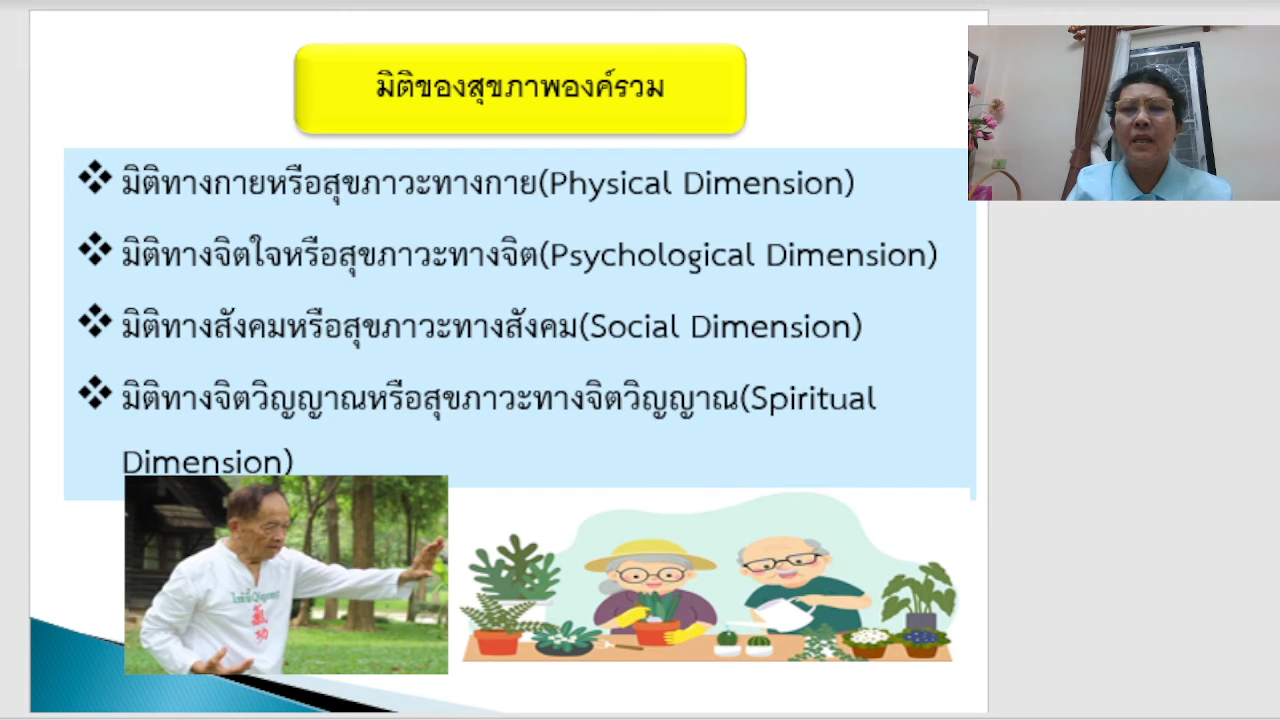 มิติของสุขภาพองค์รวม
❖ มิติทางกายหรือสุขภาวะทางกาย(Physical Dimension)
❖ มิติทางจิตใจหรือสุขภาวะทางจิต(Psychological Dimension)
❖ มิติทางสังคมหรือสุขภาวะทางสังคม(Social Dimension)
❖ มิติทางจิตวิญญาณหรือสุขภาวะทางจิตวิญญาณ(Spiritual
Dimension)